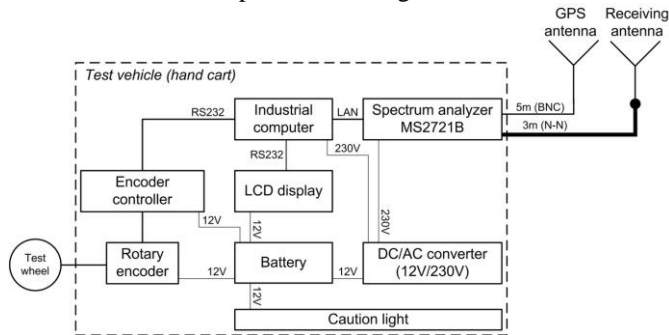 GPS
antenna
Receiving
antenna
Test vehicle (hand cart)
RS232
Industrial
computer
LAN
Spectrum analyzer
MS2721B
5m (BNC)
3m (N-N)
RS232
230V
Encoder
controller
LCD display
12V
12V
230V
Test
wheel
Rotary
encoder
12V
Battery
12V
DC/AC converter
(12V/230V)
12V
Caution light